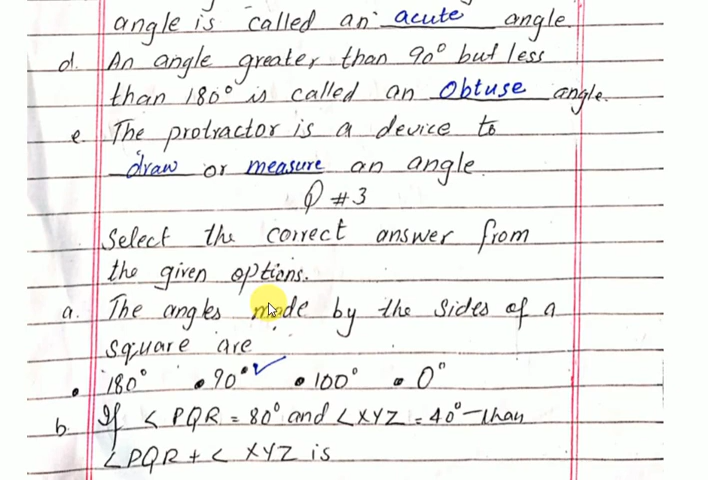 angle is called an acute angle.
d. An angle greater than 90° but less
than 180° is called an Obtuse angle.
e. The protractor is a device to
draw or measure an angle.
Q #3
Select the correct answer from
the given options.
a. The angles made by the sides of a
square are
• 180° • 90° ✓ • 100° • 0°
b. If < PQR = 80° and <XYZ = 40° than
<PQR + < XYZ is